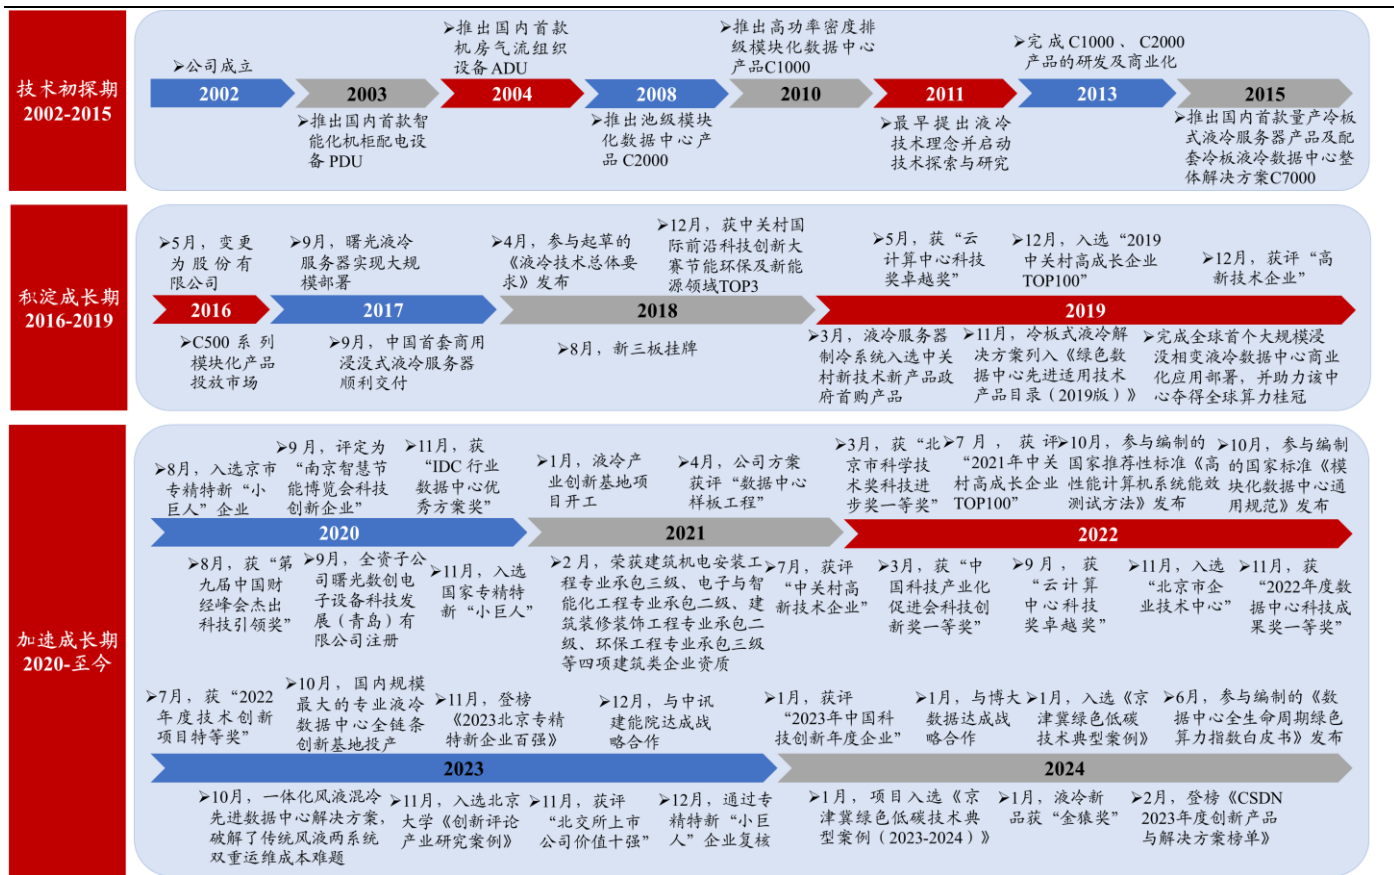 技术初探期
2002-2015
➢公司成立
➢推出国内首款
机房气流组织
设备 ADU
➢推出高功率密度排
级模块化数据中心
产品C1000
➢完成 C1000 、 C2000
产品的研发及商业化
2002
2003
2004
2008
2010
2011
2013
2015
➢推出国内首款智
能化机柜配电设
备 PDU
➢推出池级模块
化数据中心产
品 C2000
➢最早提出液冷
技术理念并启动
技术探索与研究
➢推出国内首款量产冷板
式液冷服务器产品及配
套冷板液冷数据中心整
体解决方案C7000
积淀成长期
2016-2019
➢5月，变更
为股份有
限公司
➢9月，曙光液冷
服务器实现大规
模部署
➢4月，参与起草的
《液冷技术总体要
求》发布
➢12月，获中关村国
际前沿科技创新大
赛节能环保及新能
源领域TOP3
➢5月，获“云
计算中心科技
奖卓越奖”
➢12月，入选“2019
中关村高成长企业
TOP100”
➢12月，获评“高
新技术企业”
2016
2017
2018
2019
➢C500 系列
模块化产品
投放市场
➢9月，中国首套商用
浸没式液冷服务器
顺利交付
➢8月，新三板挂牌
➢3月，液冷服务器
制冷系统入选中关
村新技术新产品政
府首购产品
➢11月，冷板式液冷解
决方案列入《绿色数
据中心先进适用技术
产品目录（2019版）》
➢完成全球首个大规模浸
没相变液冷数据中心商业
化应用部署，并助力该中
心夺得全球算力桂冠
加速成长期
2020-至今
➢8月，入选京市
专精特新“小
巨人”企业
➢9月，评定为
“南京智慧节
能博览会科技
创新企业”
➢11月，获
“IDC 行业
数据中心优
秀方案奖”
➢1月，液冷产
业创新基地项
目开工
➢4月，公司方案
获评“数据中心
样板工程”
➢3月，获“北
京市科学技
术奖科技进
步奖一等奖”
➢7月，获评
“2021年中关
村高成长企业
TOP100”
➢10月，参与编制的
国家推荐性标准《高
性能计算机系统能效
测试方法》发布
➢10月，参与编制
的国家标准《模
块化数据中心通
用规范》发布
2020
2021
2022
➢8月，获“第
九届中国财
经峰会杰出
科技引领奖”
➢9月，全资子公
司曙光数创电
子设备科技发
展（青岛）有
限公司注册
➢11月，入选
国家专精特
新“小巨人”
➢2月，荣获建筑机电安装工
程专业承包三级、电子与智
能化工程专业承包二级、建
筑装修装饰工程专业承包二
级、环保工程专业承包三级
等四项建筑类企业资质
➢7月，获评
“中关村高
新技术企业”
➢3月，获“中
国科技产业化
促进会科技创
新奖一等奖”
➢9月，获
“云计算
中心科技
奖卓越奖”
➢11月，入选
“北京市企
业技术中心”
➢11月，获
“2022年度数
据中心科技成
果奖一等奖”
➢7月，获“2022
年度技术创新
项目特等奖”
➢10月，国内规模
最大的专业液冷
数据中心全链条
创新基地投产
➢11月，登榜
《2023北京专精
特新企业百强》
➢12月，与中讯
建能院达成战
略合作
➢1月，获评
“2023年中国科
技创新年度企业”
➢1月，与博大
数据达成战
略合作
➢1月，入选《京
津冀绿色低碳
技术典型案例》
➢6月，参与编制的《数
据中心全生命周期绿色
算力指数白皮书》发布
2023
2024
➢10月，一体化风液混冷
先进数据中心解决方案，
破解了传统风液两系统
双重运维成本难题
➢11月，入选北京
大学《创新评论
产业研究案例》
➢11月，获评
“北交所上市
公司价值十强”
➢12月，通过专
精特新“小巨
人”企业复核
➢1月，项目入选《京
津冀绿色低碳技术典
型案例（2023-2024）》
➢1月，液冷新
品获“金猿奖”
➢2月，登榜《CSDN
2023年度创新产品
与解决方案榜单》